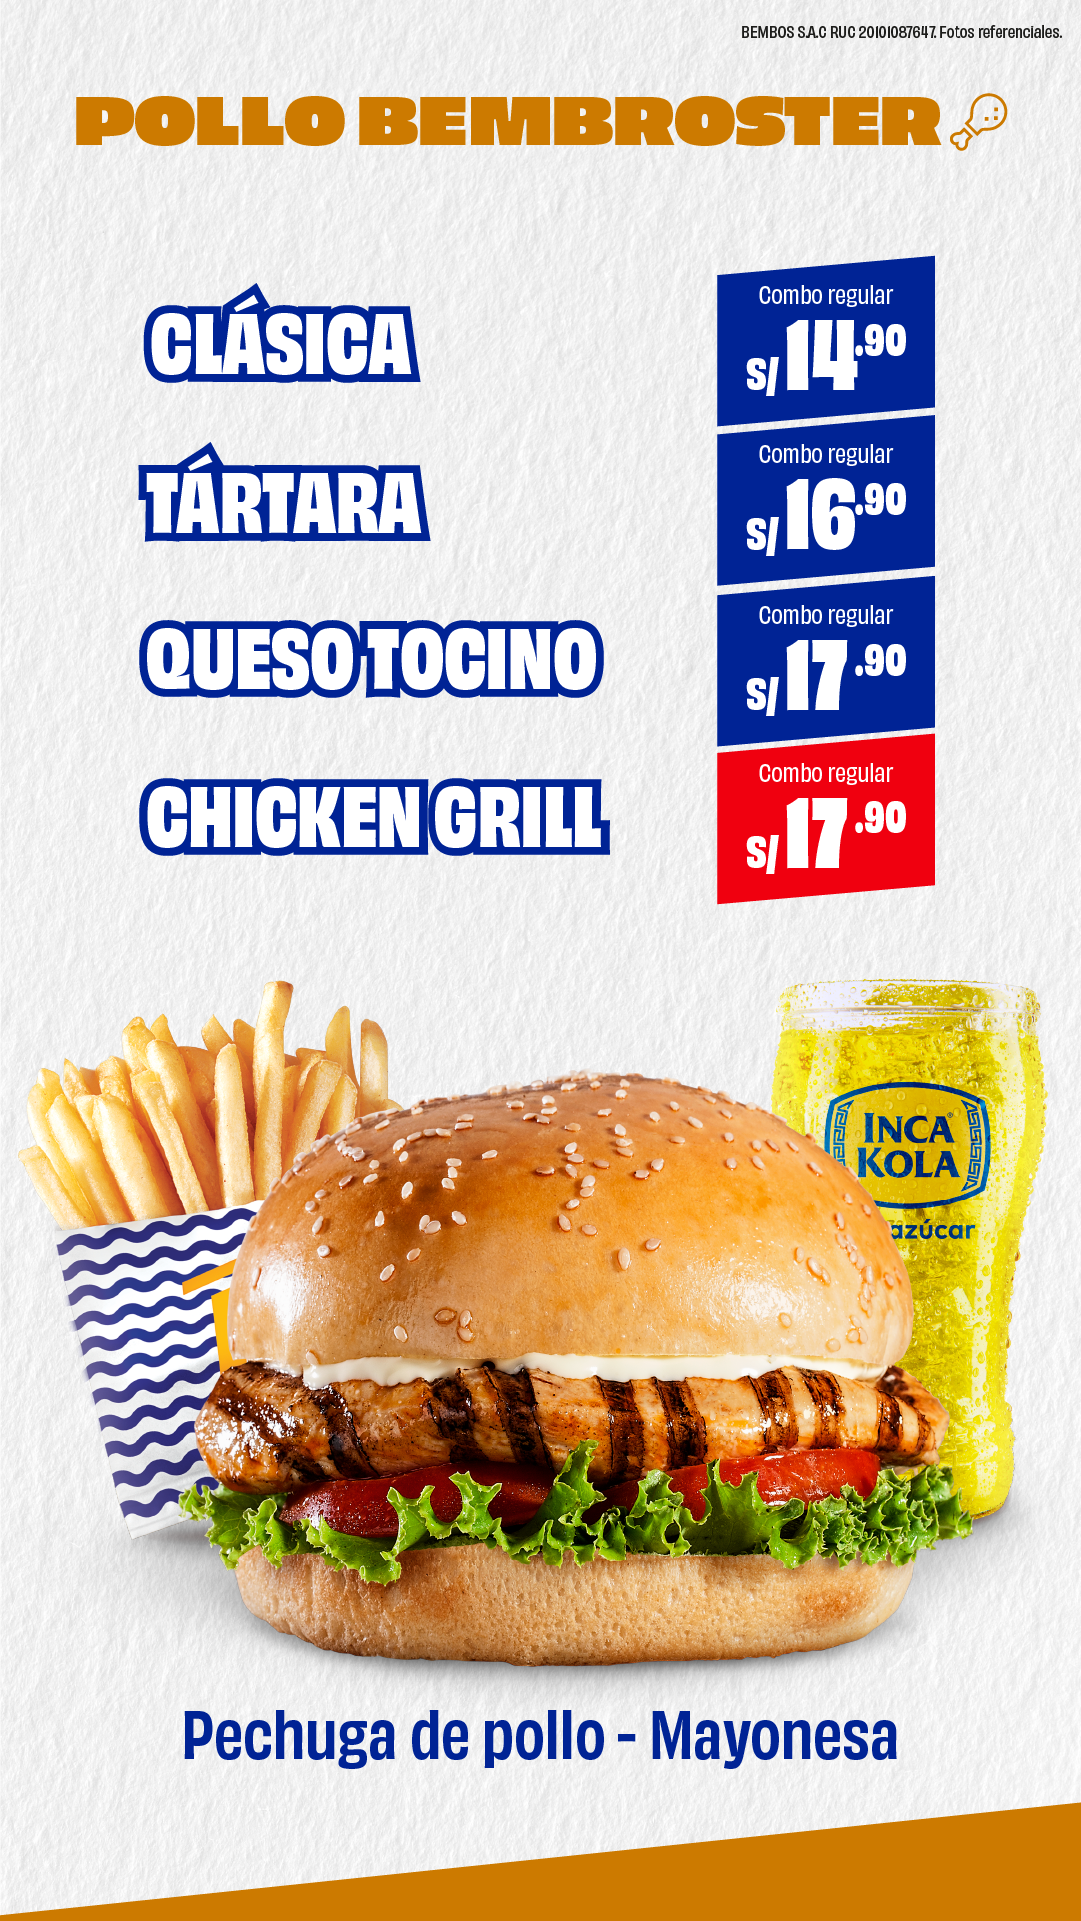 BEMBOS S.A.C RUC 20101087647. Fotos referenciales.
POLLO BEMBROSTER
CLÁSICA
Combo regular
S/14.90
TÁRTARA
Combo regular
S/16.90
QUESO TOCINO
Combo regular
S/17.90
CHICKEN GRILL
Combo regular
S/17.90
INCA
KOLA
azúcar
Pechuga de pollo - Mayonesa